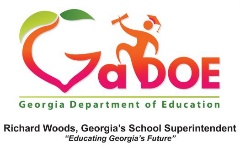 GaDOE
Georgia Department of Education
Richard Woods, Georgia's School Superintendent
"Educating Georgia's Future"